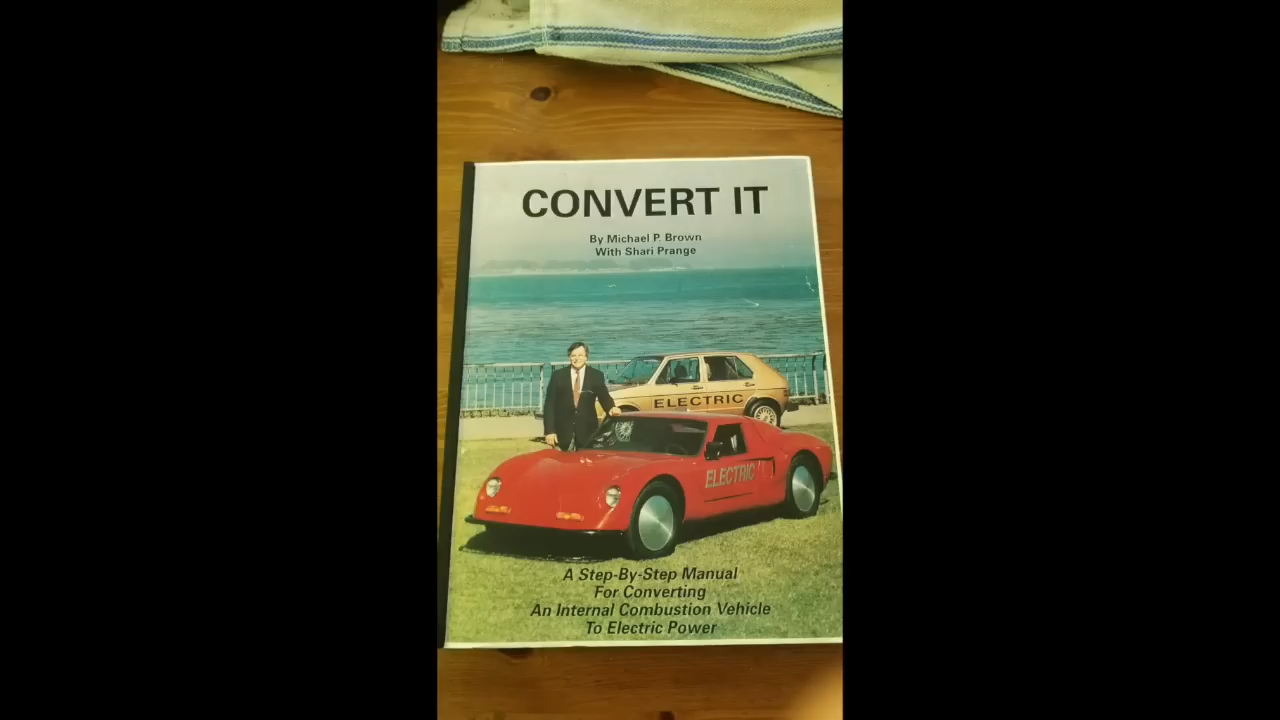 CONVERT IT
By Michael P. Brown
With Shari Prange
ELECTRIC
ELECTRIC
A Step-By-Step Manual
For Converting
An Internal Combustion Vehicle
To Electric Power